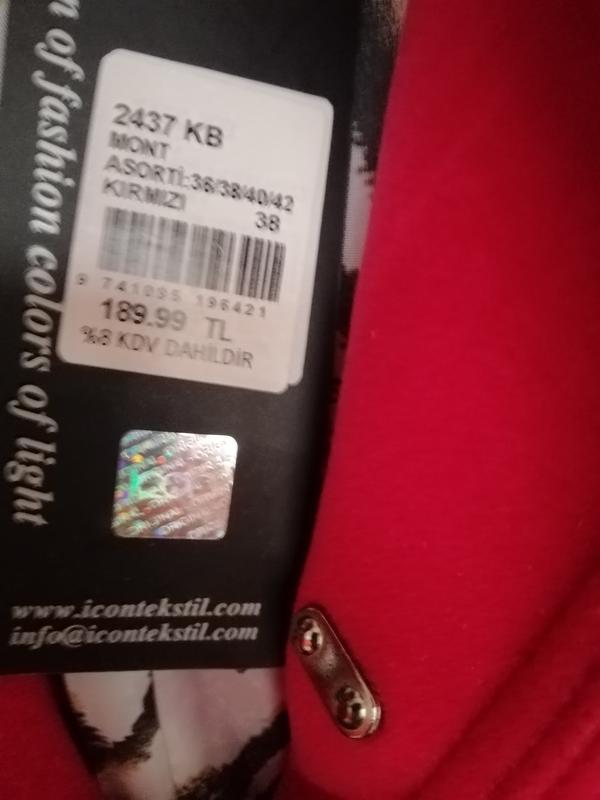 2437 KB
MONT
ASORTİ:36/38/40/42
KIRMIZI 38
9 741095 196421
189.99 TL
%8 KDV DAHİLDİR
of fashion colors of light
www.icontekstil.com
info@icontekstil.com